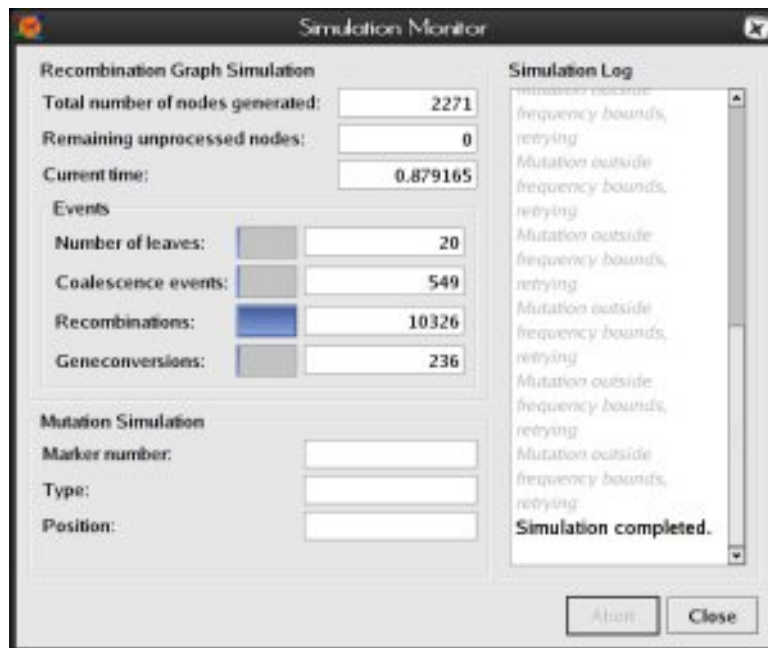 Simulation Monitor
Recombination Graph Simulation
Total number of nodes generated: 2271
Remaining unprocessed nodes: 0
Current time: 0.879165
Events
Number of leaves: 20
Coalescence events: 549
Recombinations: 10326
Geneconversions: 236
Mutation Simulation
Marker number:
Type:
Position:
Simulation Log
Mutation outside
frequency bounds,
retrying
Mutation outside
frequency bounds,
retrying
Mutation outside
frequency bounds,
retrying
Mutation outside
frequency bounds,
retrying
Mutation outside
frequency bounds,
retrying
Mutation outside
frequency bounds,
retrying
Simulation completed.
Abort
Close